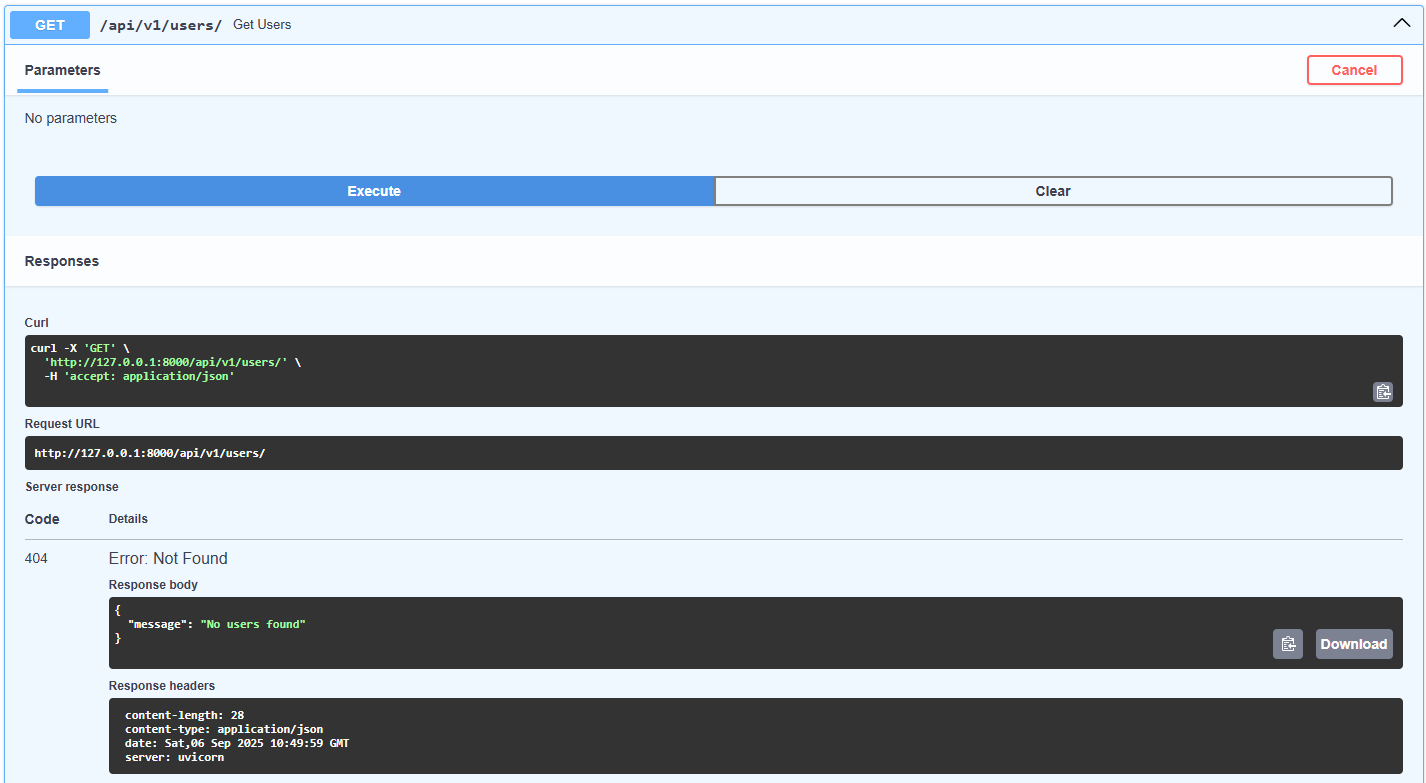 GET /api/v1/users/ Get Users
Parameters
Cancel
No parameters
Execute
Clear
Responses
Curl
curl -X 'GET' \
'http://127.0.0.1:8000/api/v1/users/' \
-H 'accept: application/json'
Request URL
http://127.0.0.1:8000/api/v1/users/
Server response
Code Details
404 Error: Not Found
Response body
{
"message": "No users found"
}
Download
Response headers
content-length: 28
content-type: application/json
date: Sat,06 Sep 2025 10:49:59 GMT
server: uvicorn